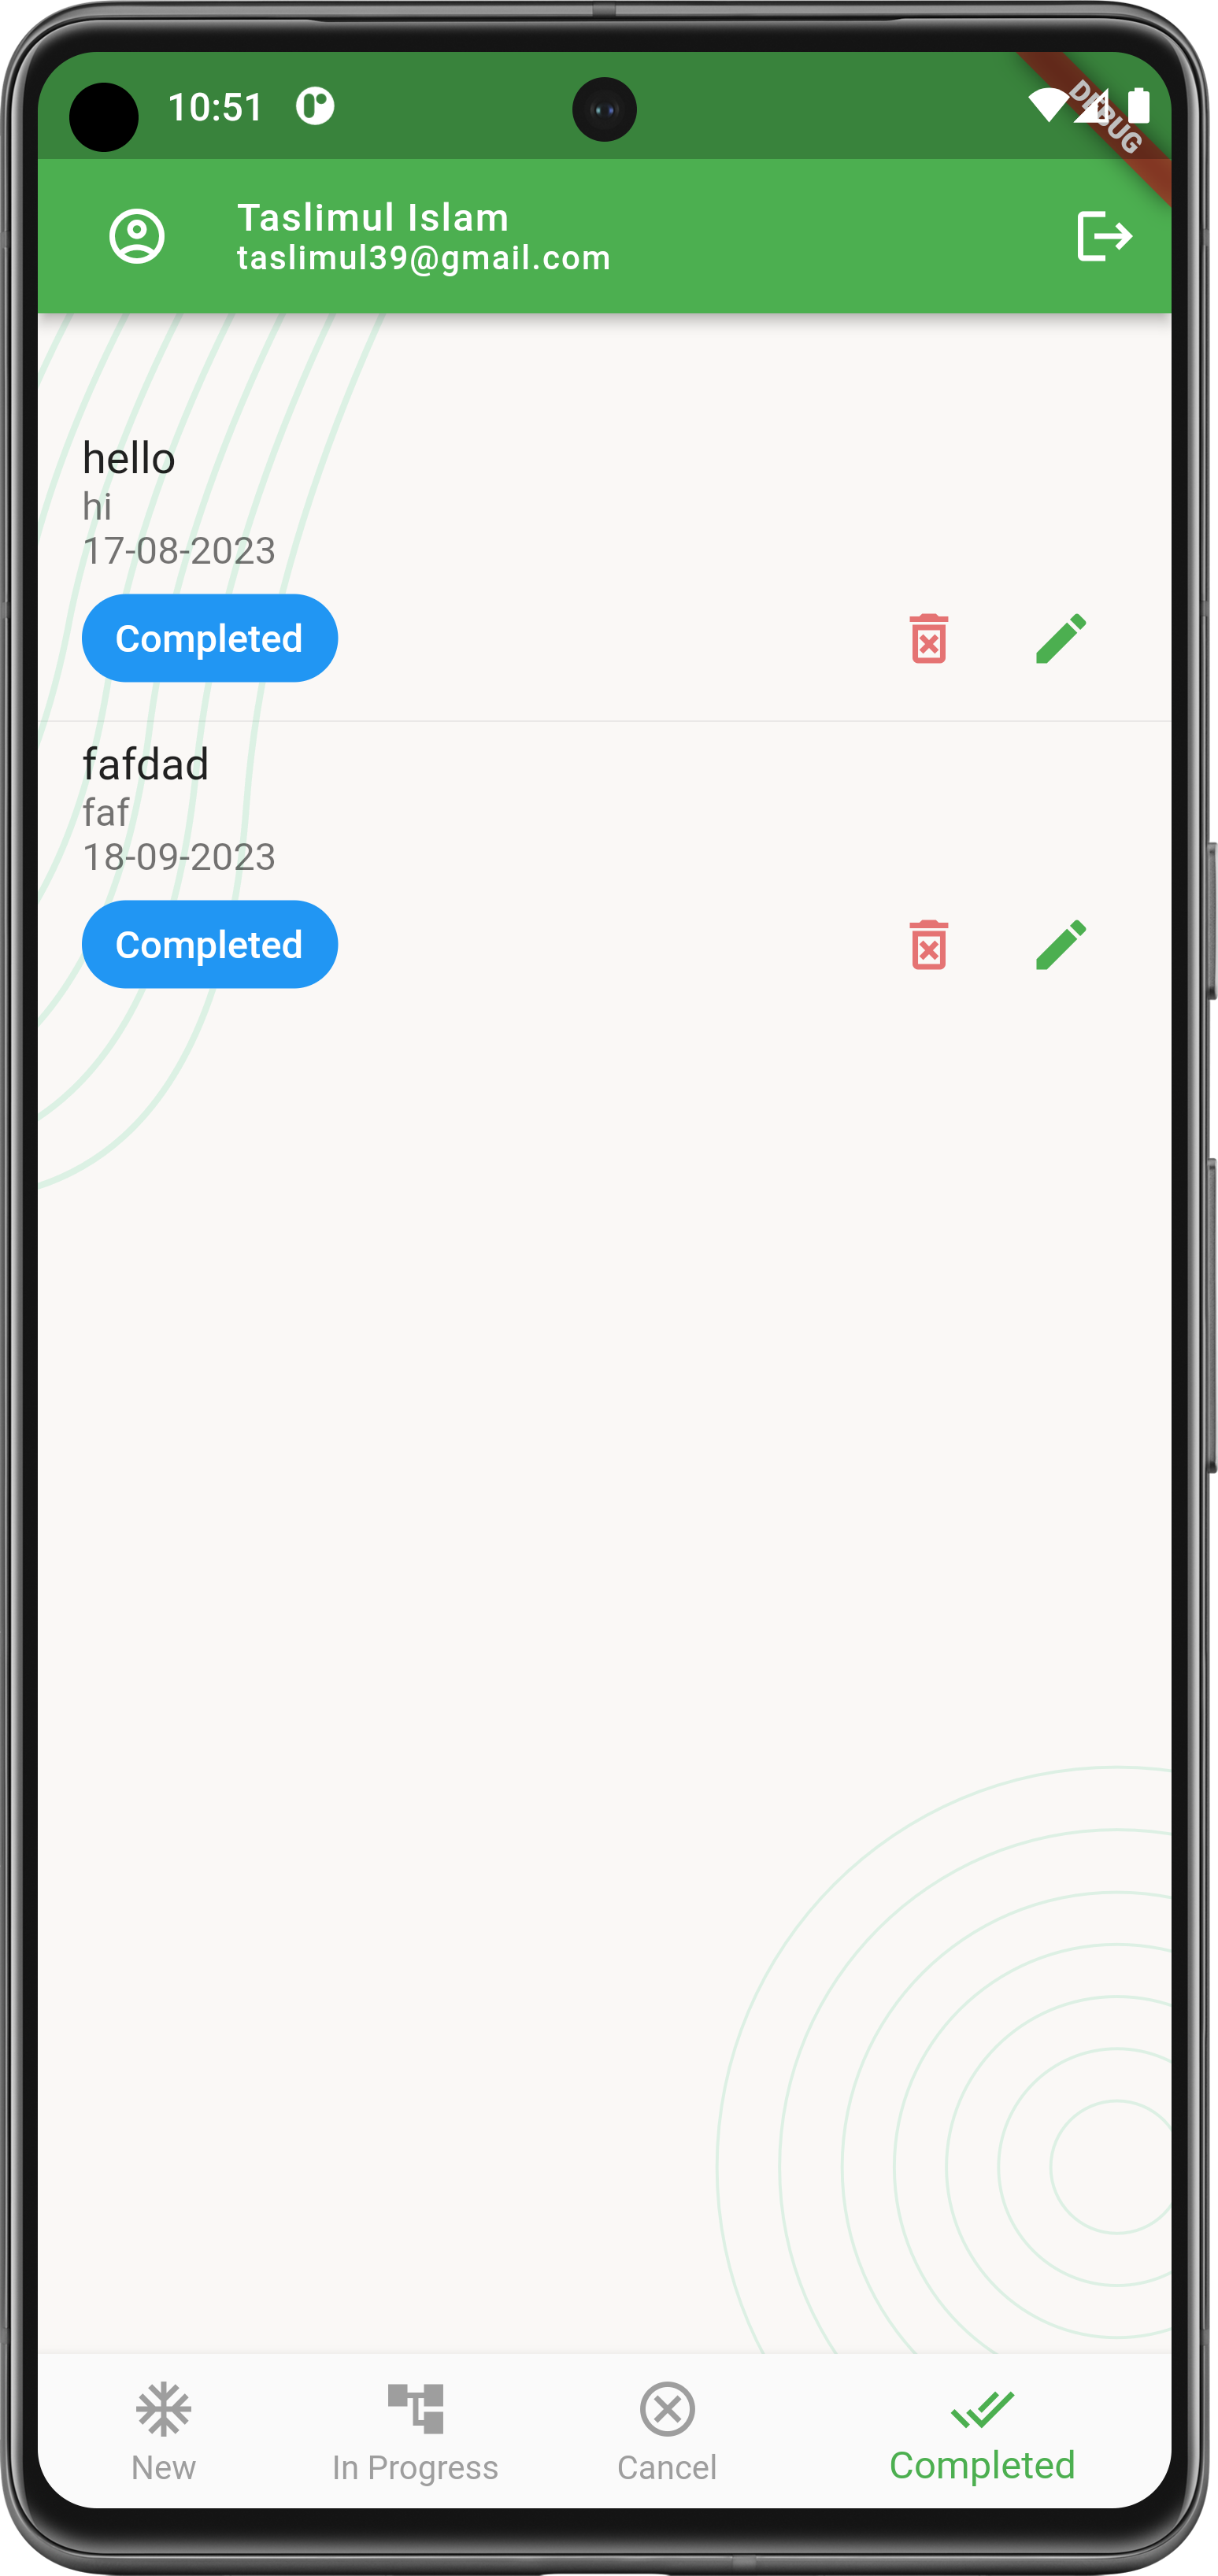 10:51
DEBUG
Taslimul Islam
taslimul39@gmail.com
hello
hi
17-08-2023
Completed
fafdad
faf
18-09-2023
Completed
New
In Progress
Cancel
Completed